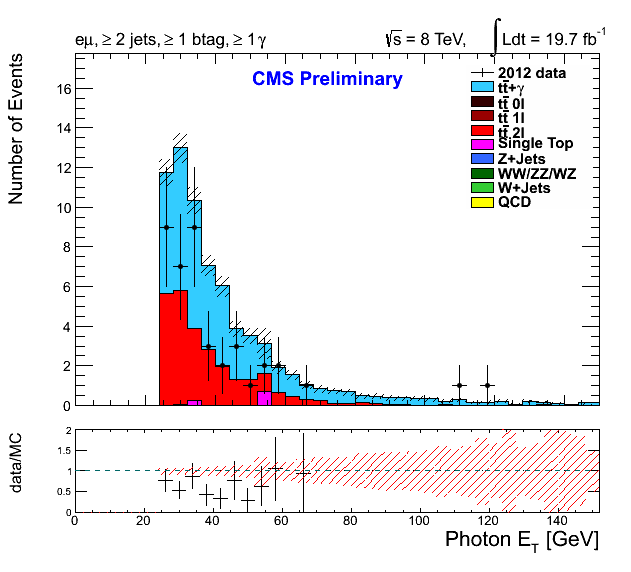 eμ, ≥ 2 jets, ≥ 1 btag, ≥ 1 γ
√s = 8 TeV, ∫ Ldt = 19.7 fb⁻¹
CMS Preliminary
2012 data
tt̄+γ
tt̄ 0l
tt̄ 1l
tt̄ 2l
Single Top
Z+Jets
WW/ZZ/WZ
W+Jets
QCD
Number of Events
16
14
12
10
8
6
4
2
0
data/MC
2
1.5
1
0.5
0
0 20 40 60 80 100 120 140
Photon E_T [GeV]